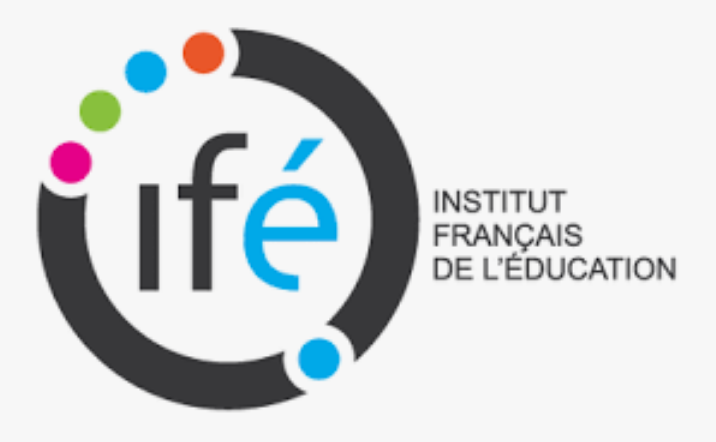 ifé
INSTITUT
FRANÇAIS
DE L'ÉDUCATION